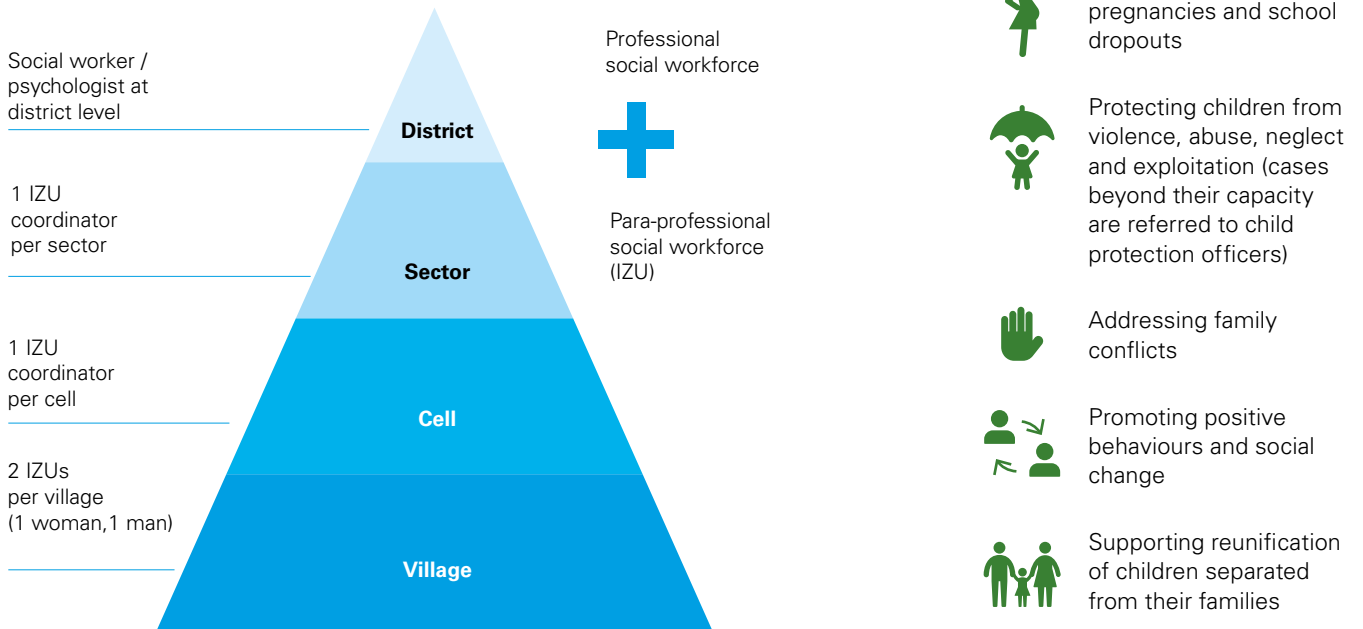 Social worker /
psychologist at
district level
1 IZU
coordinator
per sector
1 IZU
coordinator
per cell
2 IZUs
per village
(1 woman,1 man)
District
Sector
Cell
Village
Professional
social workforce
Para-professional
social workforce
(IZU)
pregnancies and school
dropouts
Protecting children from
violence, abuse, neglect
and exploitation (cases
beyond their capacity
are referred to child
protection officers)
Addressing family
conflicts
Promoting positive
behaviours and social
change
Supporting reunification
of children separated
from their families